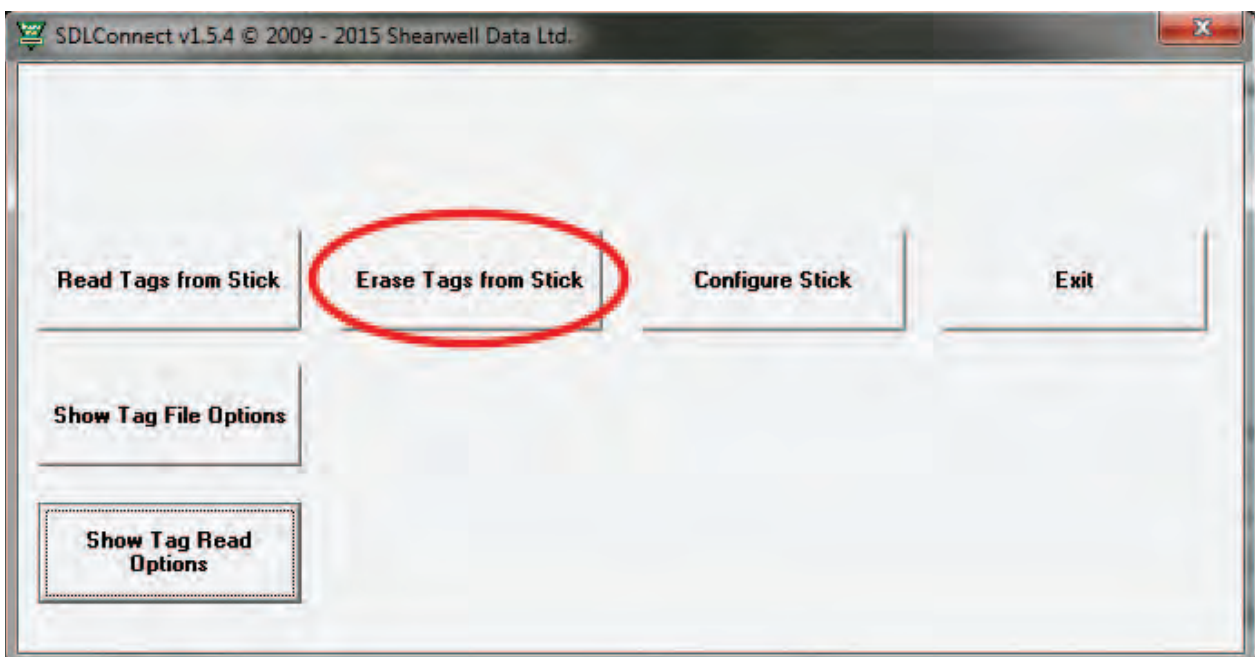 SDLConnect v1.5.4 © 2009 - 2015 Shearwell Data Ltd.
Read Tags from Stick
Erase Tags from Stick
Configure Stick
Exit
Show Tag File Options
Show Tag Read
Options